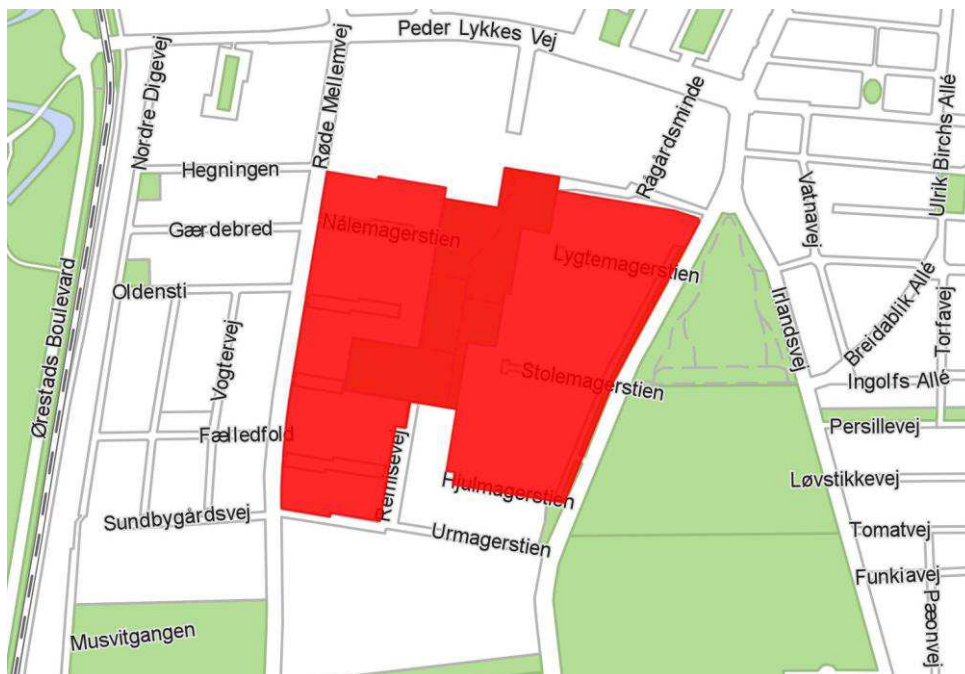 Peder Lykkes Vej
Nordre Digevej
Røde Mellemvej
Rågårdsminde
Ulrik Birchs Allé
Hegningen
Vatnavej
Gærdebred
Nålemagerstien
Lygtemagerstien
Oldensti
Irlandsvej
Breidablik Allé
Torfavej
Ørestads Boulevard
Vogtervej
Stolemagerstien
Ingolfs Allé
Fælledfold
Remisevej
Persillevej
Hjulmagerstien
Løvstikkevej
Sundbygårdsvej
Urmagerstien
Tomatvej
Funkiavej
Pæonvej
Musvitgangen